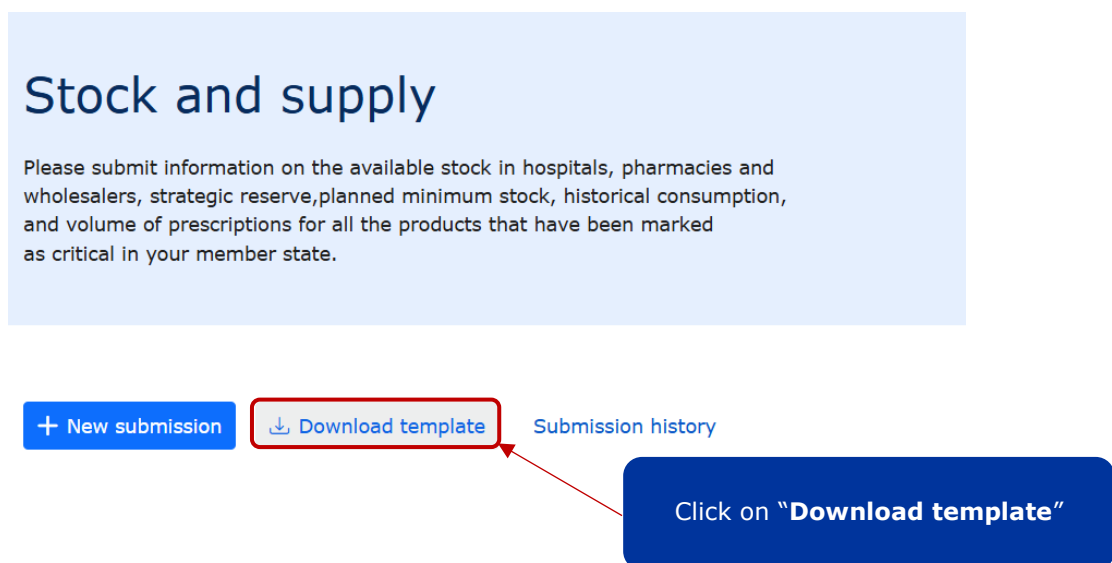 Stock and supply
Please submit information on the available stock in hospitals, pharmacies and
wholesalers, strategic reserve,planned minimum stock, historical consumption,
and volume of prescriptions for all the products that have been marked
as critical in your member state.
+ New submission
Download template
Submission history
Click on “Download template”